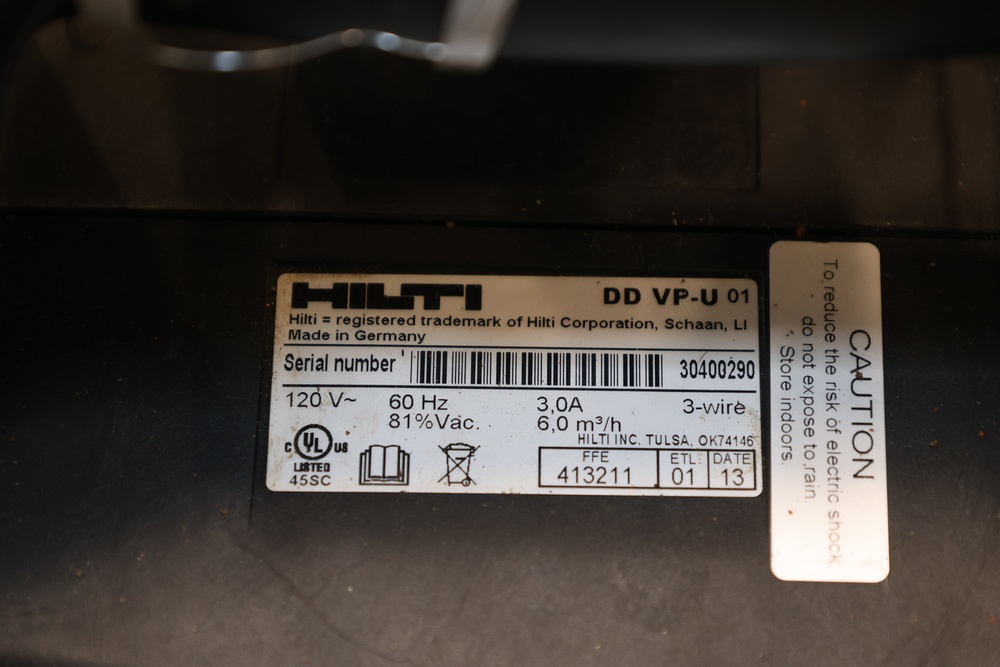 HILTI
DD VP-U 01
Hilti = registered trademark of Hilti Corporation, Schaan, LI
Made in Germany
Serial number 30400290
120 V~ 60 Hz 3,0A 3-wire
81%Vac. 6,0 m³/h
HILTI INC. TULSA, OK74146
C UL US
LISTED
45SC
FFE ETL DATE
413211 01 13
CAUTION
To reduce the risk of electric shock
do not expose to rain.
Store indoors.